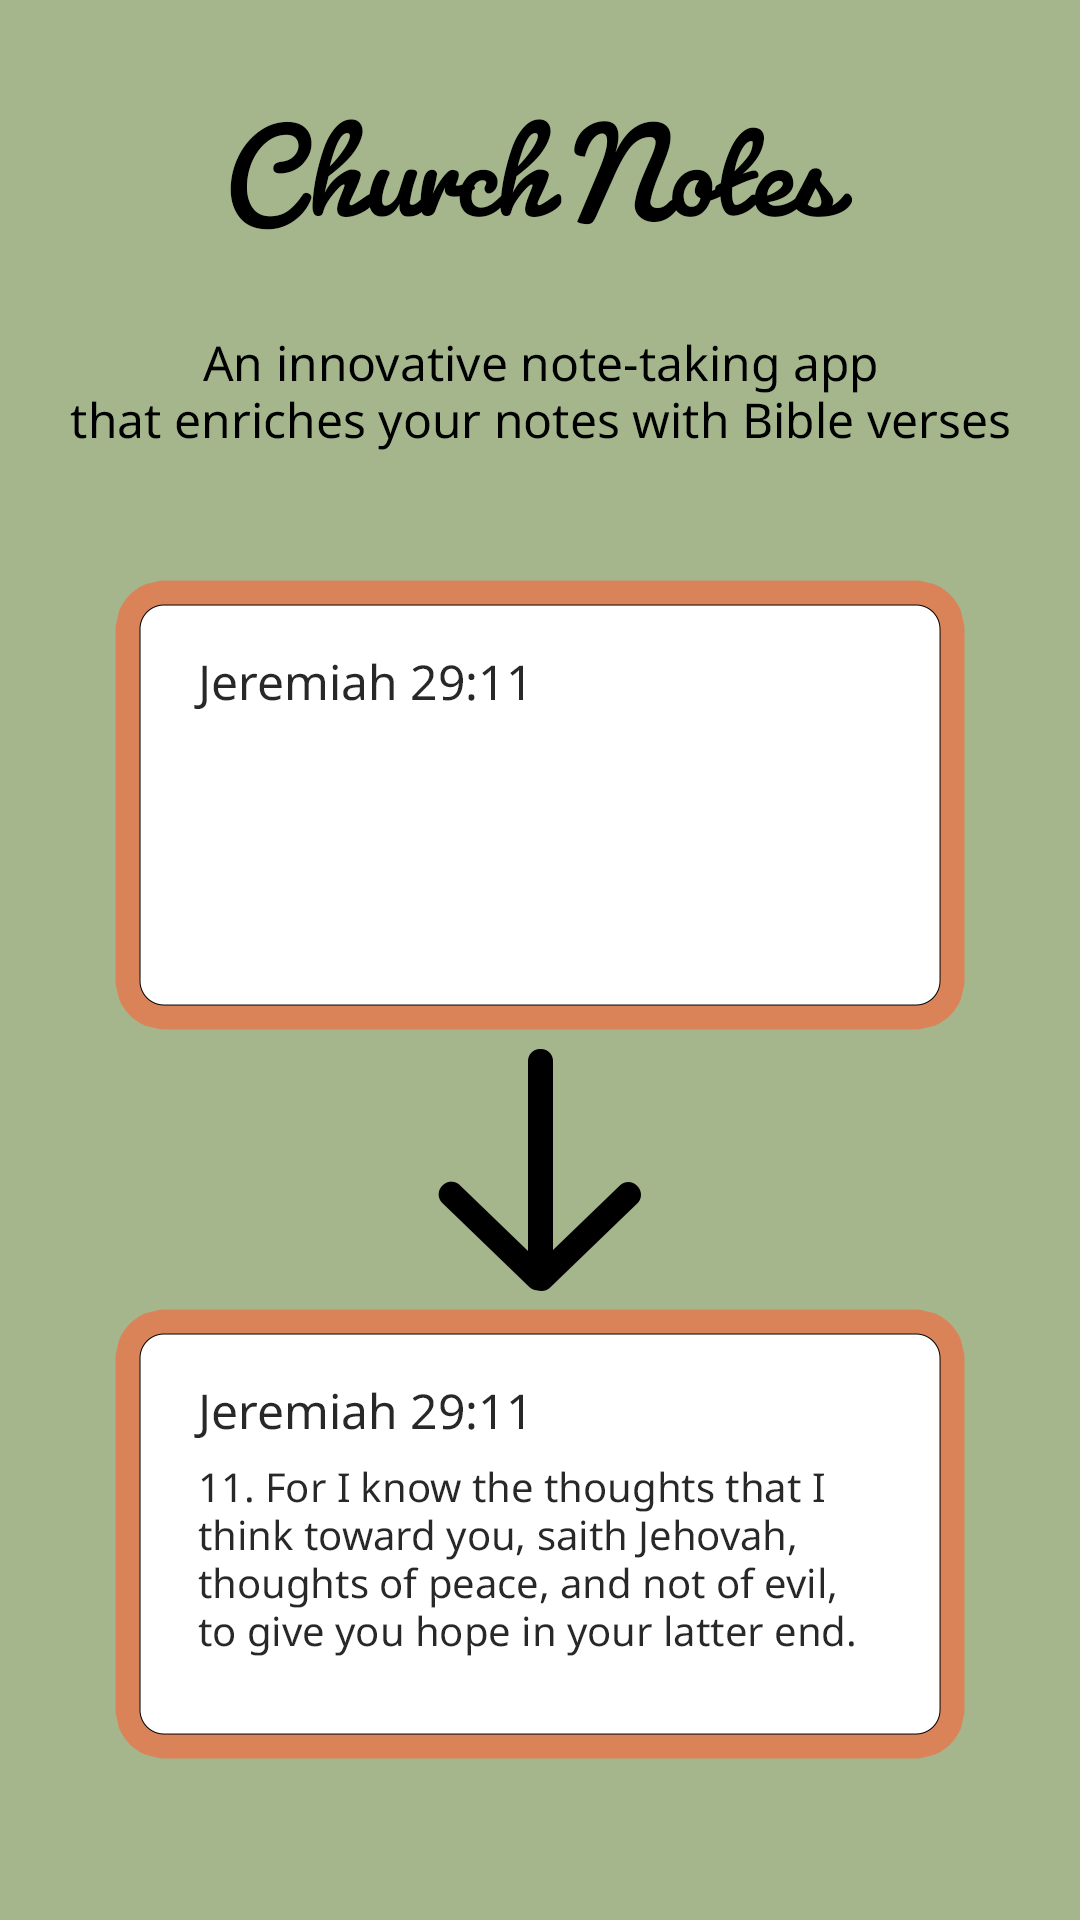 Church Notes
An innovative note-taking app
that enriches your notes with Bible verses
Jeremiah 29:11
Jeremiah 29:11
11. For I know the thoughts that I
think toward you, saith Jehovah,
thoughts of peace, and not of evil,
to give you hope in your latter end.